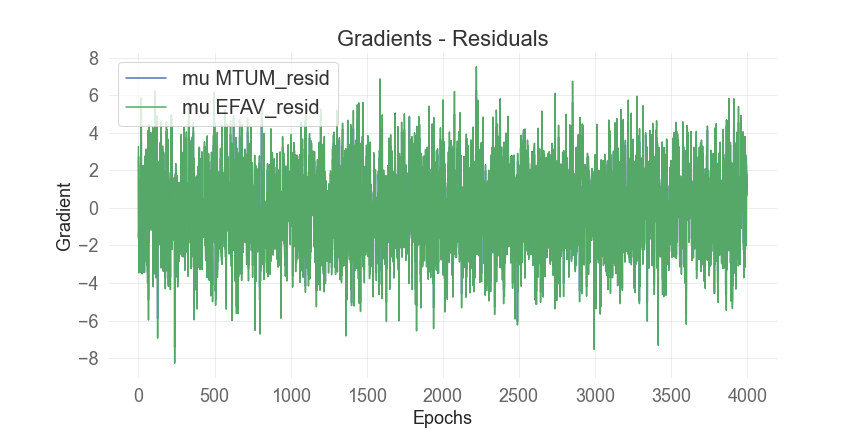 Gradients - Residuals
mu MTUM_resid
mu EFAV_resid
8
6
4
2
0
−2
−4
−6
−8
Gradient
0 500 1000 1500 2000 2500 3000 3500 4000
Epochs